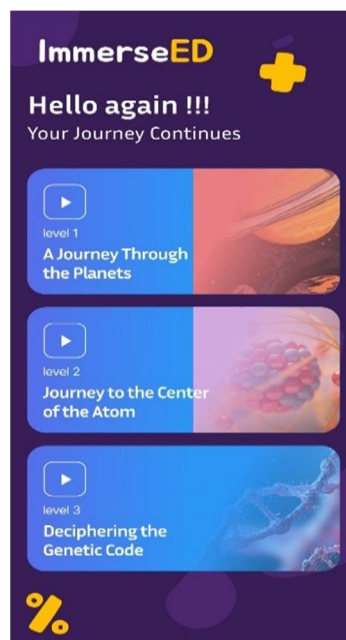 ImmerseED
Hello again !!!
Your Journey Continues
level 1
A Journey Through
the Planets
level 2
Journey to the Center
of the Atom
level 3
Deciphering the
Genetic Code
%